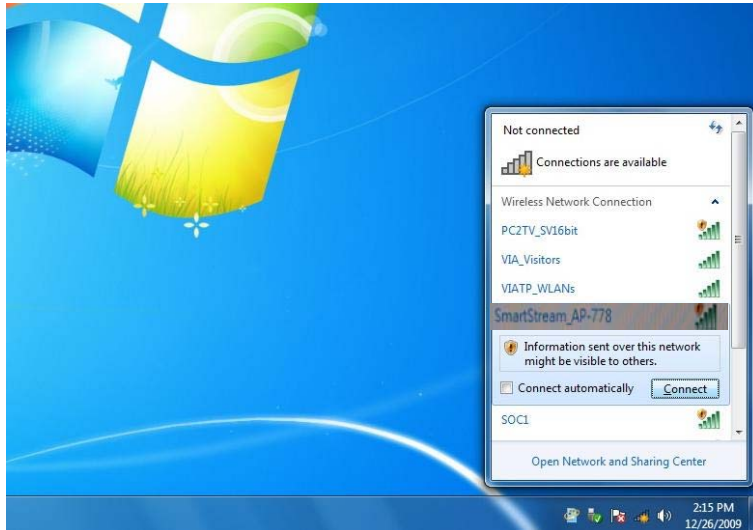 Not connected
Connections are available
Wireless Network Connection
PC2TV_SV16bit
VIA_Visitors
VIATP_WLANs
SmartStream_AP-778
Information sent over this network
might be visible to others.
Connect automatically Connect
SOC1
Open Network and Sharing Center
2:15 PM
12/26/2009